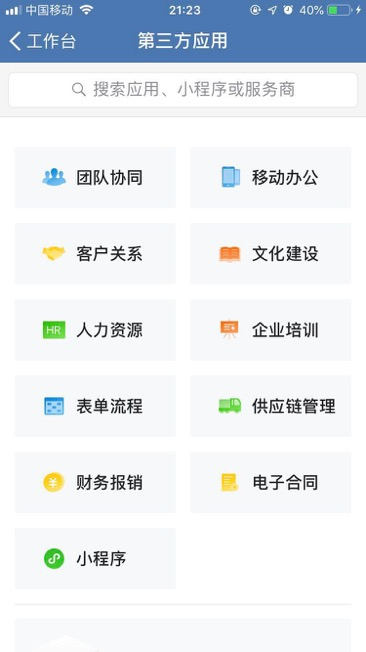 中国移动 21:23 40%
工作台 第三方应用
搜索应用、小程序或服务商
团队协同 移动办公
客户关系 文化建设
HR 人力资源 企业培训
表单流程 供应链管理
¥ 财务报销 电子合同
小程序